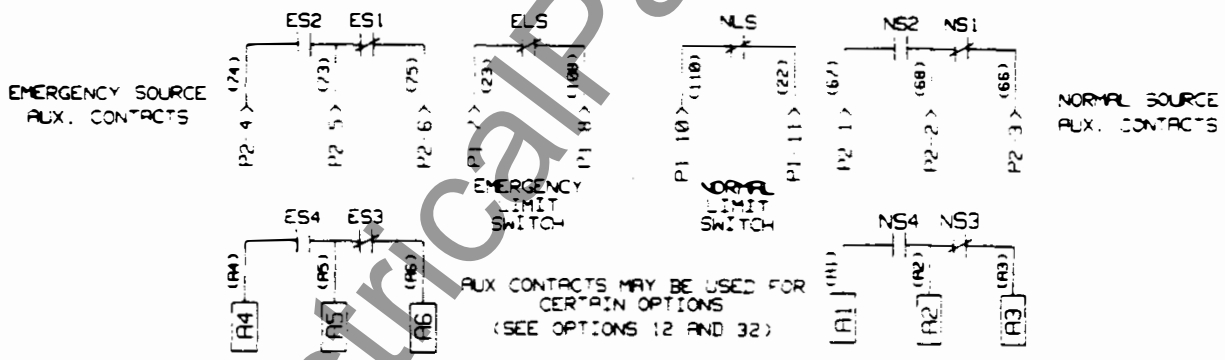 ES2 ES1 ELS NLS NS2 NS1
(74) (73) (75) (23) (108) (110) (22) (67) (68) (66)
EMERGENCY SOURCE
AUX. CONTACTS
NORMAL SOURCE
AUX. CONTACTS
P2-4 P2-5 P2-6 P1-7 P1-8 P1-10 P1-11 P2-1 P2-2 P2-3
EMERGENCY
LIMIT
SWITCH
NORMAL
LIMIT
SWITCH
ES4 ES3 NS4 NS3
(A4) (A5) (A6) (A1) (A2) (A3)
AUX CONTACTS MAY BE USED FOR
CERTAIN OPTIONS
(SEE OPTIONS 12 AND 32)
A4 A5 A6 A1 A2 A3